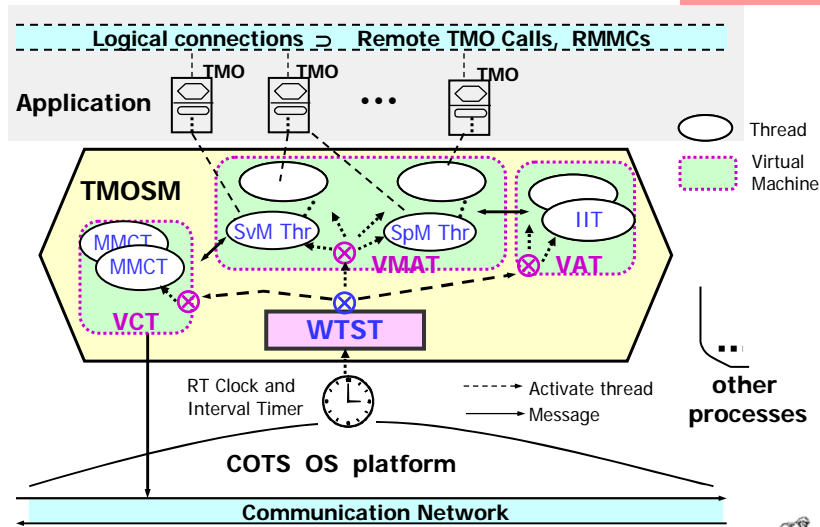 Logical connections ⊃ Remote TMO Calls, RMMCs
TMO TMO TMO
Application
•••
Thread
Virtual
Machine
TMOSM
SvM Thr
SpM Thr
IIT
MMCT
MMCT
VMAT
VAT
VCT
WTST
RT Clock and
Interval Timer
Activate thread
Message
other
processes
COTS OS platform
Communication Network